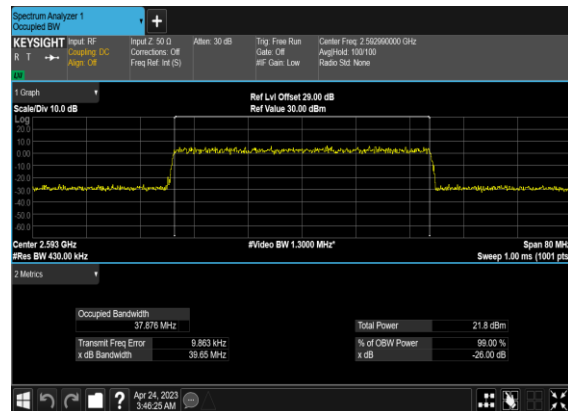 Spectrum Analyzer 1
Occupied BW
KEYSIGHT
R T
LW
Input: RF
Coupling: DC
Align: Off
Input Z: 50 Ω
Corrections: Off
Freq Ref: Int (S)
Atten: 30 dB
Trig: Free Run
Gate: Off
#IF Gain: Low
Center Freq: 2.592990000 GHz
Avg|Hold: 100/100
Radio Std: None
1 Graph
Scale/Div 10.0 dB
Ref Lvl Offset 29.00 dB
Ref Value 30.00 dBm
Log
20.0
10.0
0.00
-10.0
-20.0
-30.0
-40.0
-50.0
-60.0
Center 2.593 GHz
#Res BW 430.00 kHz
#Video BW 1.3000 MHz*
Span 80 MHz
Sweep 1.00 ms (1001 pts
2 Metrics
Occupied Bandwidth
37.876 MHz
Transmit Freq Error 9.863 kHz
x dB Bandwidth 39.65 MHz
Total Power 21.8 dBm
% of OBW Power 99.00 %
x dB -26.00 dB
?
Apr 24, 2023
3:46:25 AM